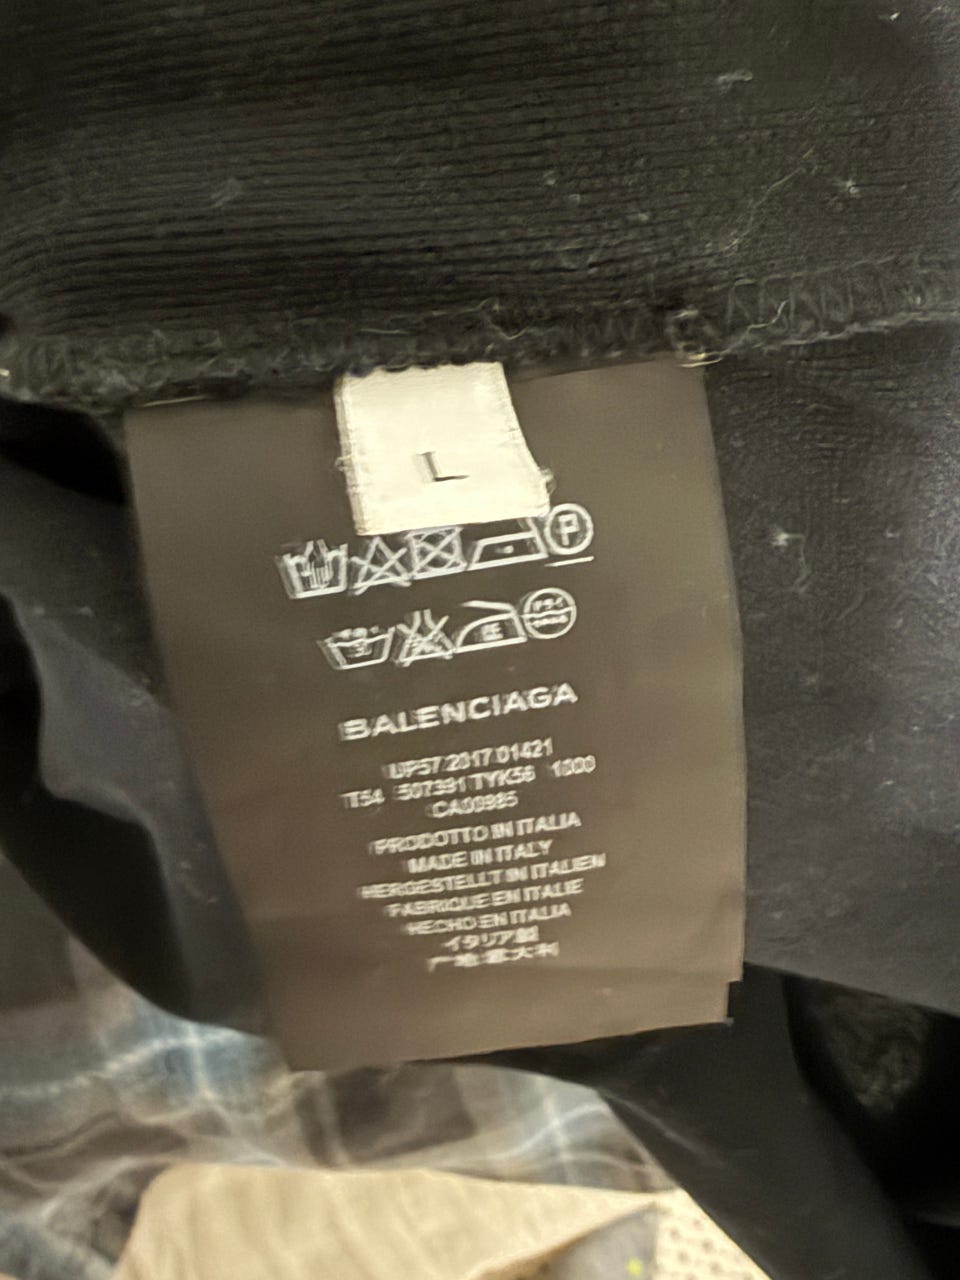 L
P
BALENCIAGA
UP57 2017 01421
T54 507391 TYK56 1000
CA00985
PRODOTTO IN ITALIA
MADE IN ITALY
HERGESTELLT IN ITALIEN
FABRIQUE EN ITALIE
HECHO EN ITALIA
イタリア製
产地:意大利